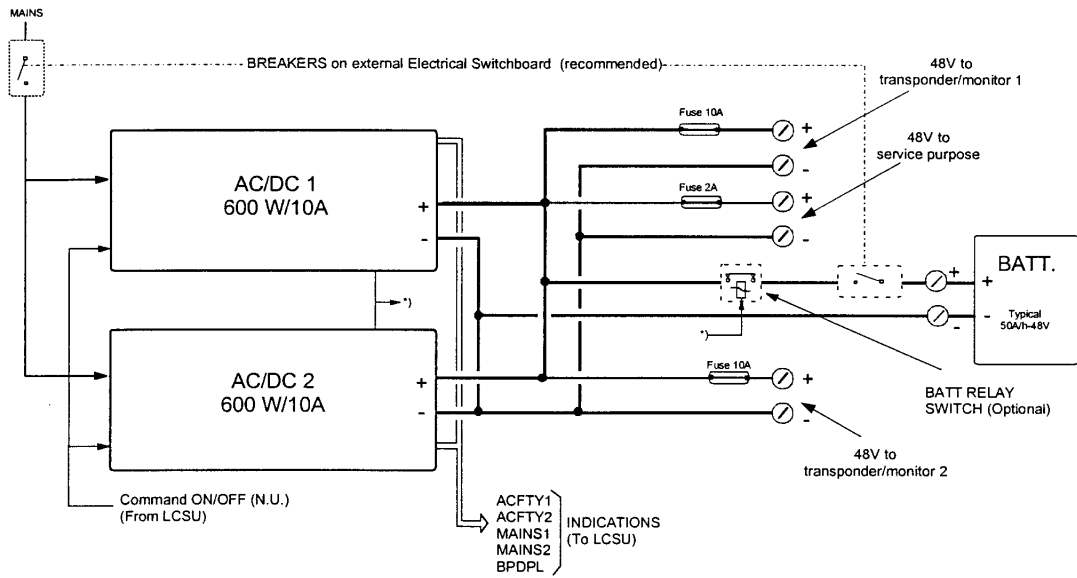 MAINS
BREAKERS on external Electrical Switchboard (recommended)
48V to
transponder/monitor 1
Fuse 10A
+
-
48V to
service purpose
Fuse 2A
+
-
AC/DC 1
600 W/10A
+
-
*)
*)
+
-
BATT.
+
-
Typical
50A/h-48V
AC/DC 2
600 W/10A
+
-
Fuse 10A
+
-
BATT RELAY
SWITCH (Optional)
48V to
transponder/monitor 2
Command ON/OFF (N.U.)
(From LCSU)
ACFTY1
ACFTY2
MAINS1
MAINS2
BPDPL
INDICATIONS
(To LCSU)